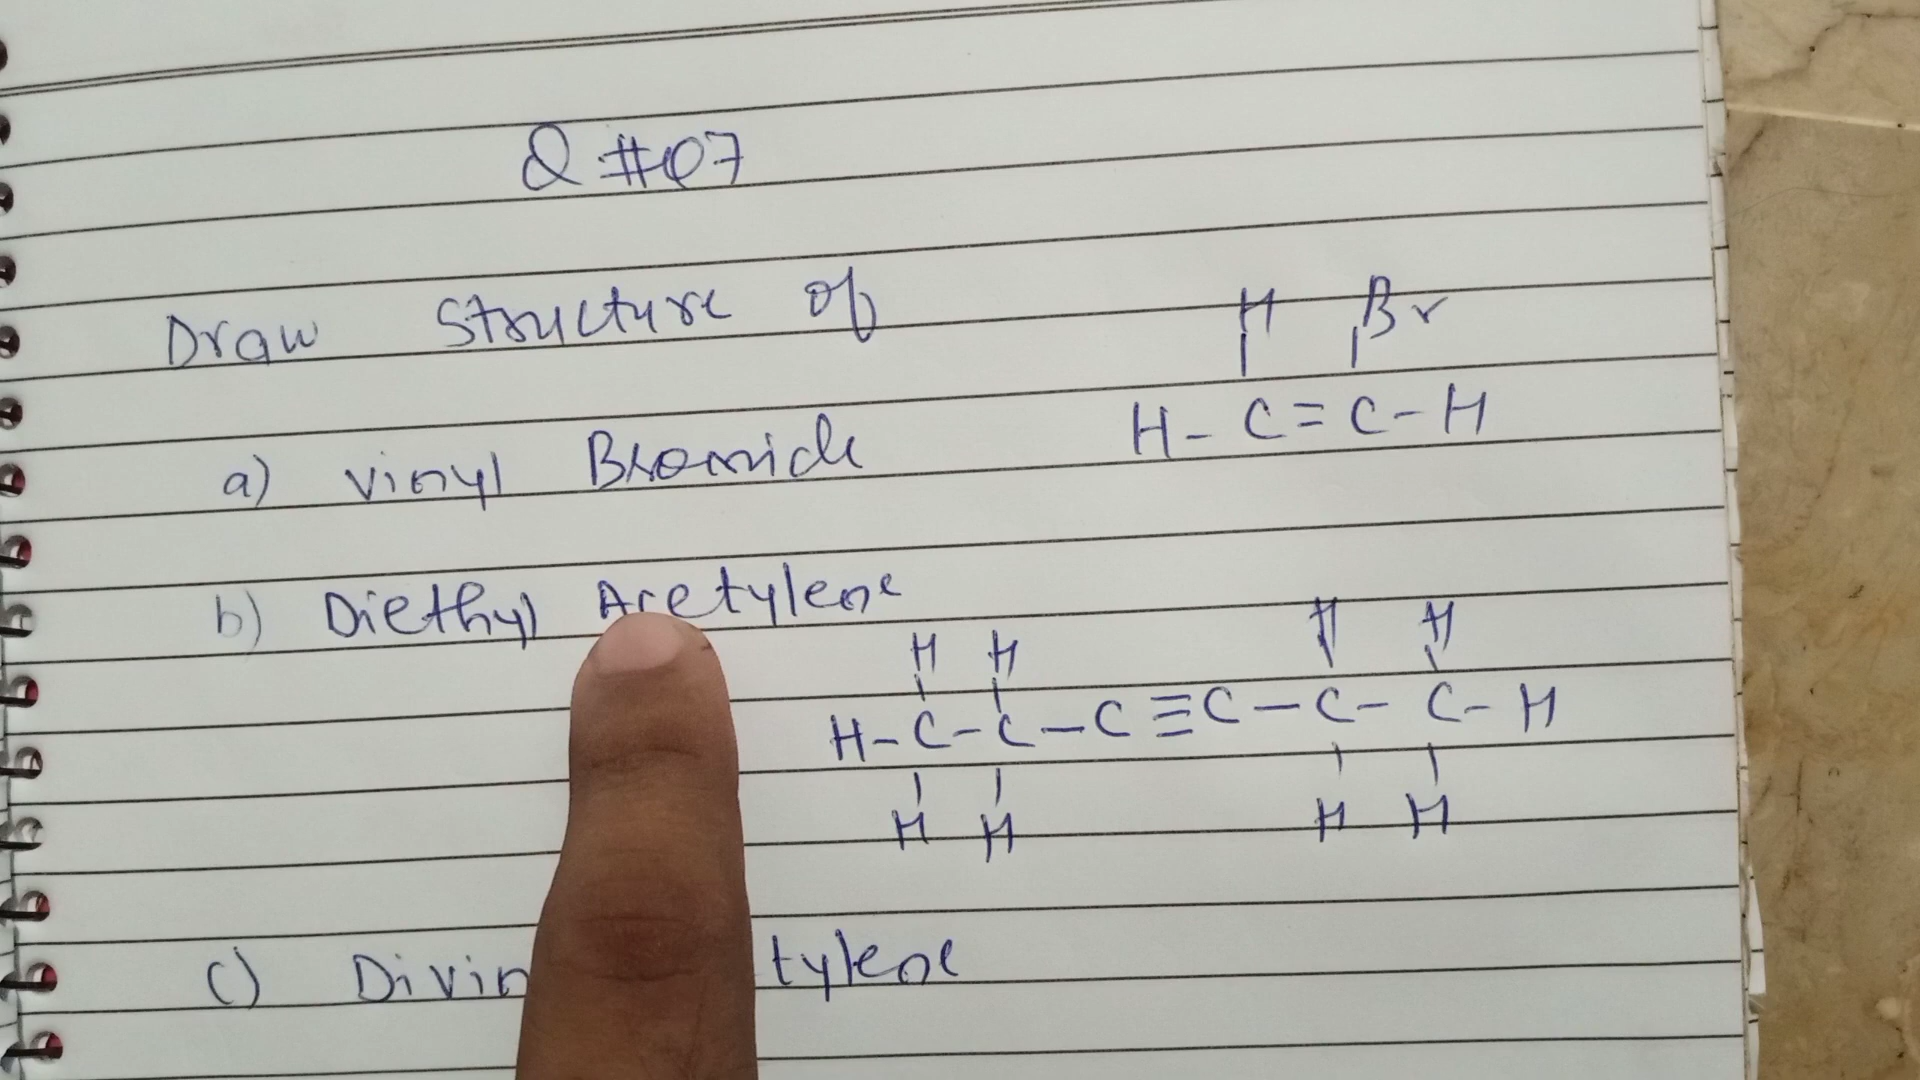 Q #07
Draw Structure of
H Br
a) Vinyl Bromide H - C = C - H
b) Diethyl Acetylene
H H H H
H - C - C - C ≡ C - C - C - H
H H H H
c) Divin tylene